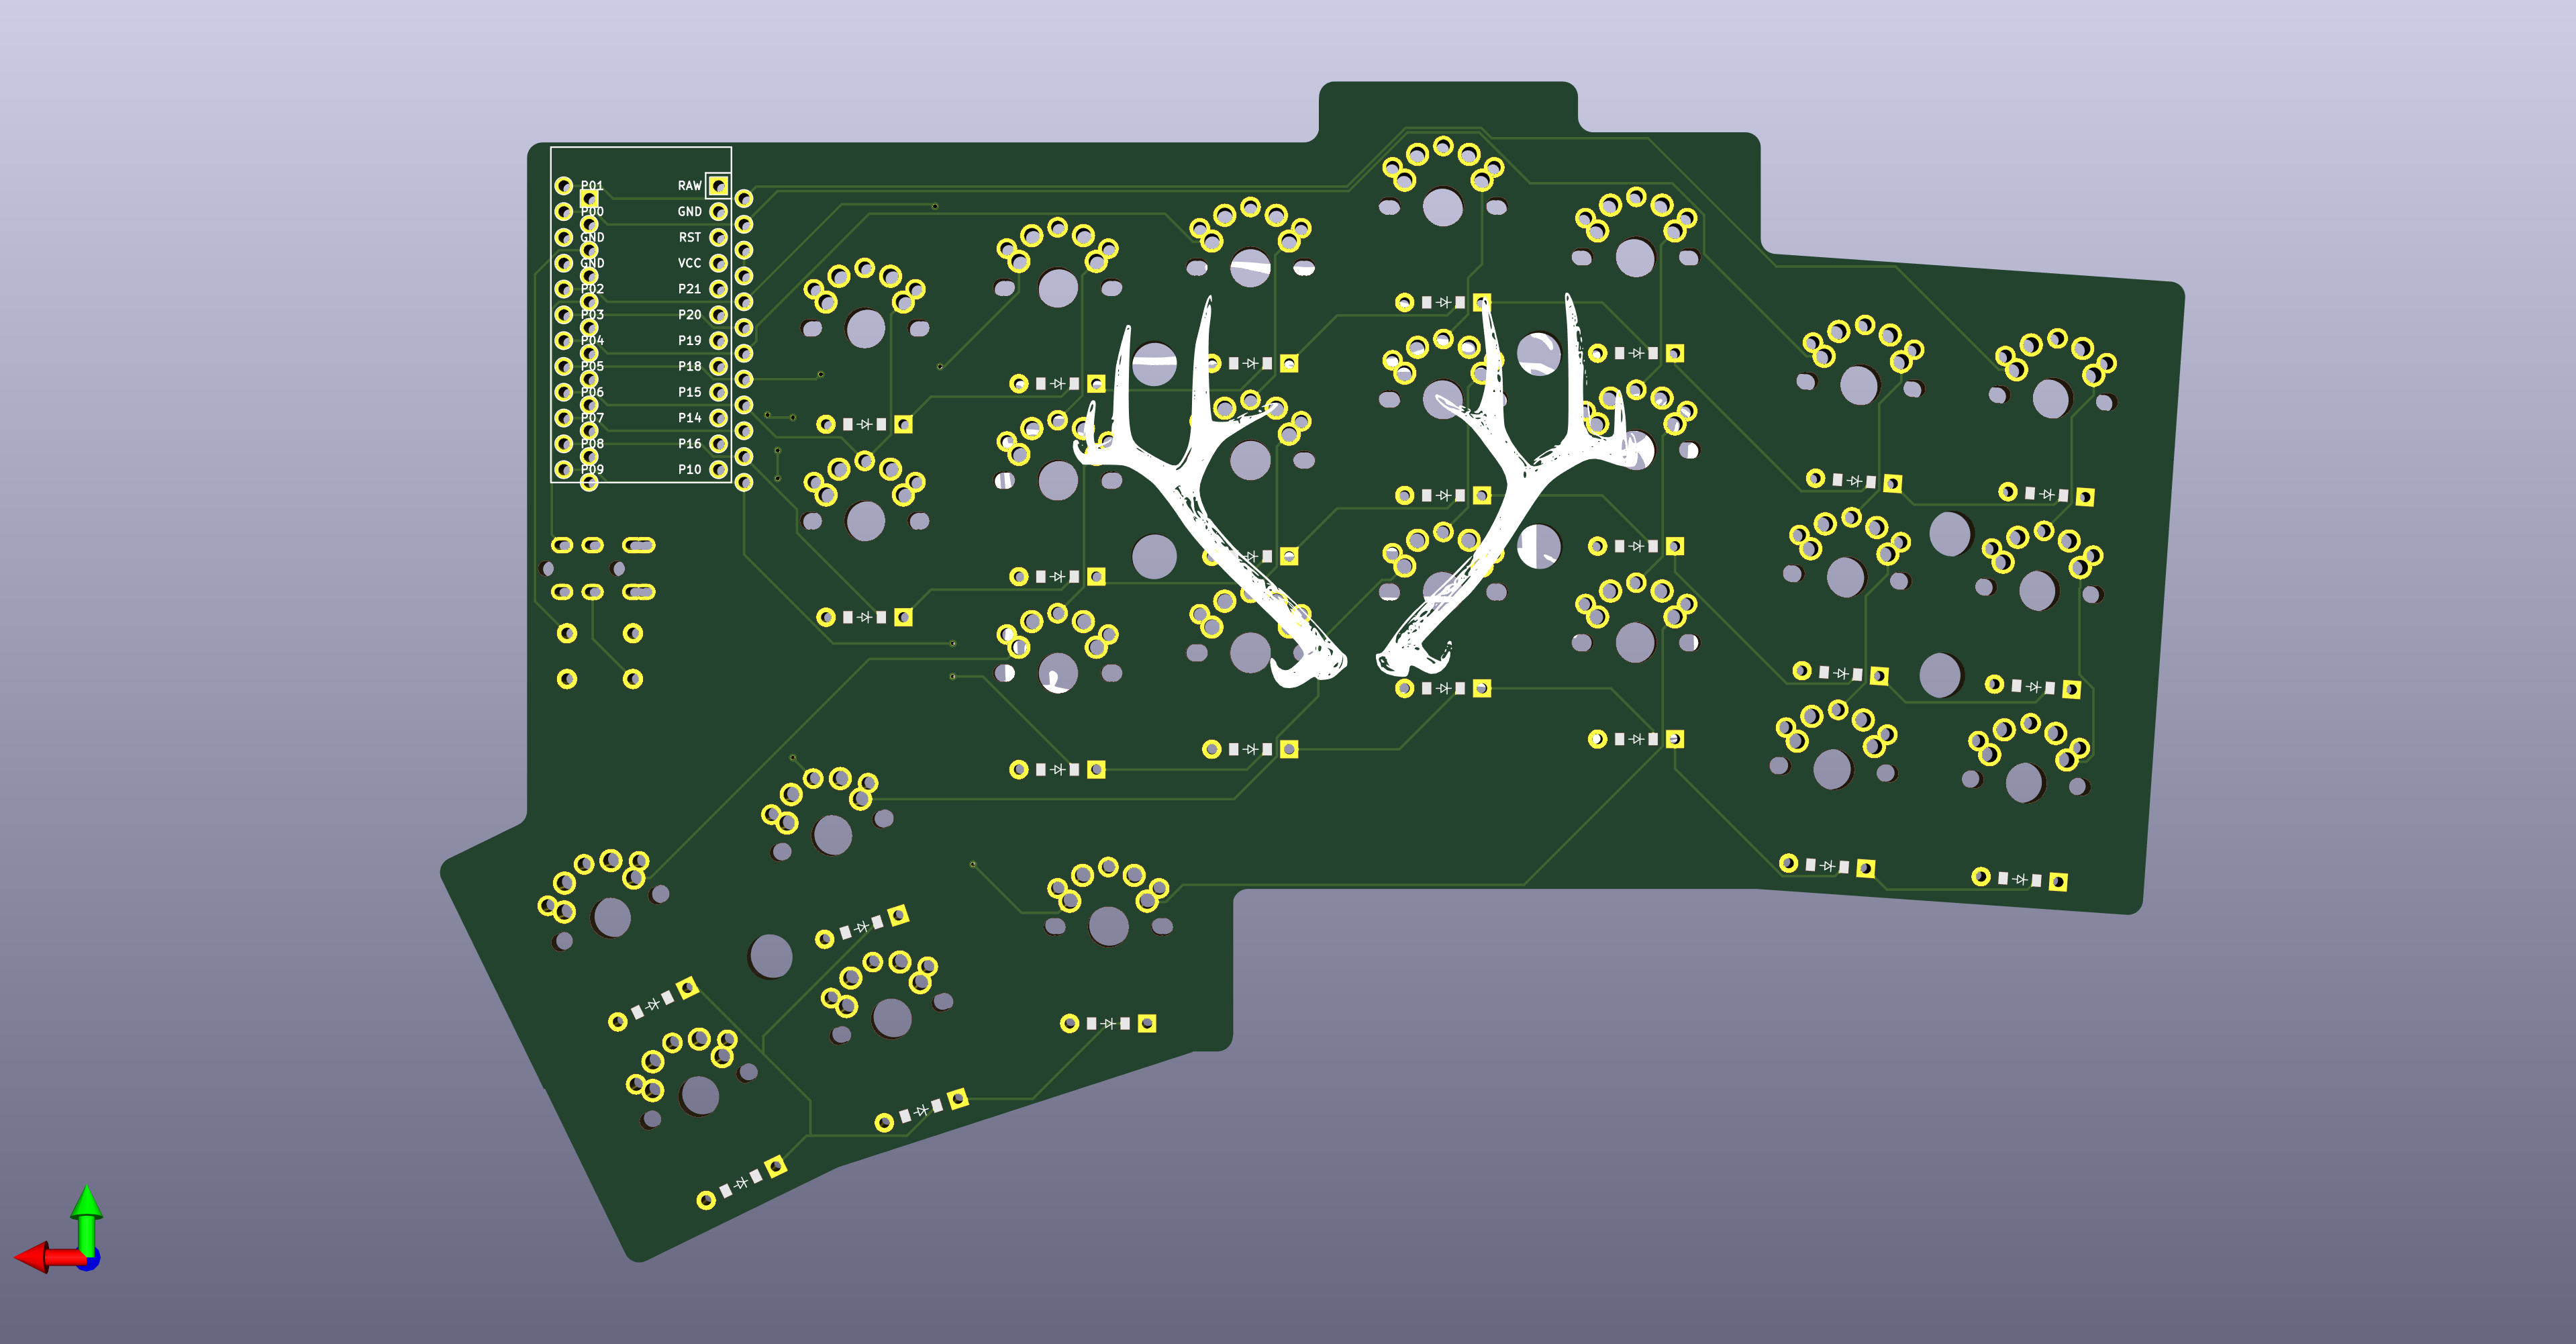 P01 RAW
P00 GND
GND RST
GND VCC
P02 P21
P03 P20
P04 P19
P05 P18
P06 P15
P07 P14
P08 P16
P09 P10